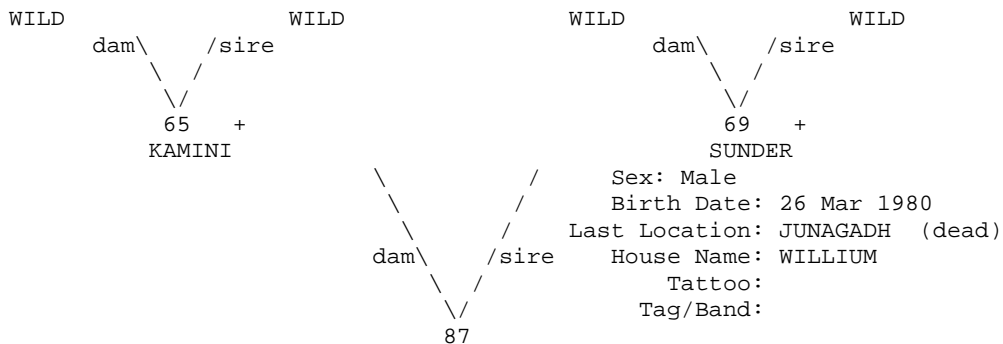 WILD WILD WILD WILD
dam\ /sire dam\ /sire
\ / \ /
\/ \/
65 + 69 +
KAMINI SUNDER
\ / Sex: Male
\ / Birth Date: 26 Mar 1980
\ / Last Location: JUNAGADH (dead)
dam\ /sire House Name: WILLIUM
\ / Tattoo:
\/ Tag/Band:
87